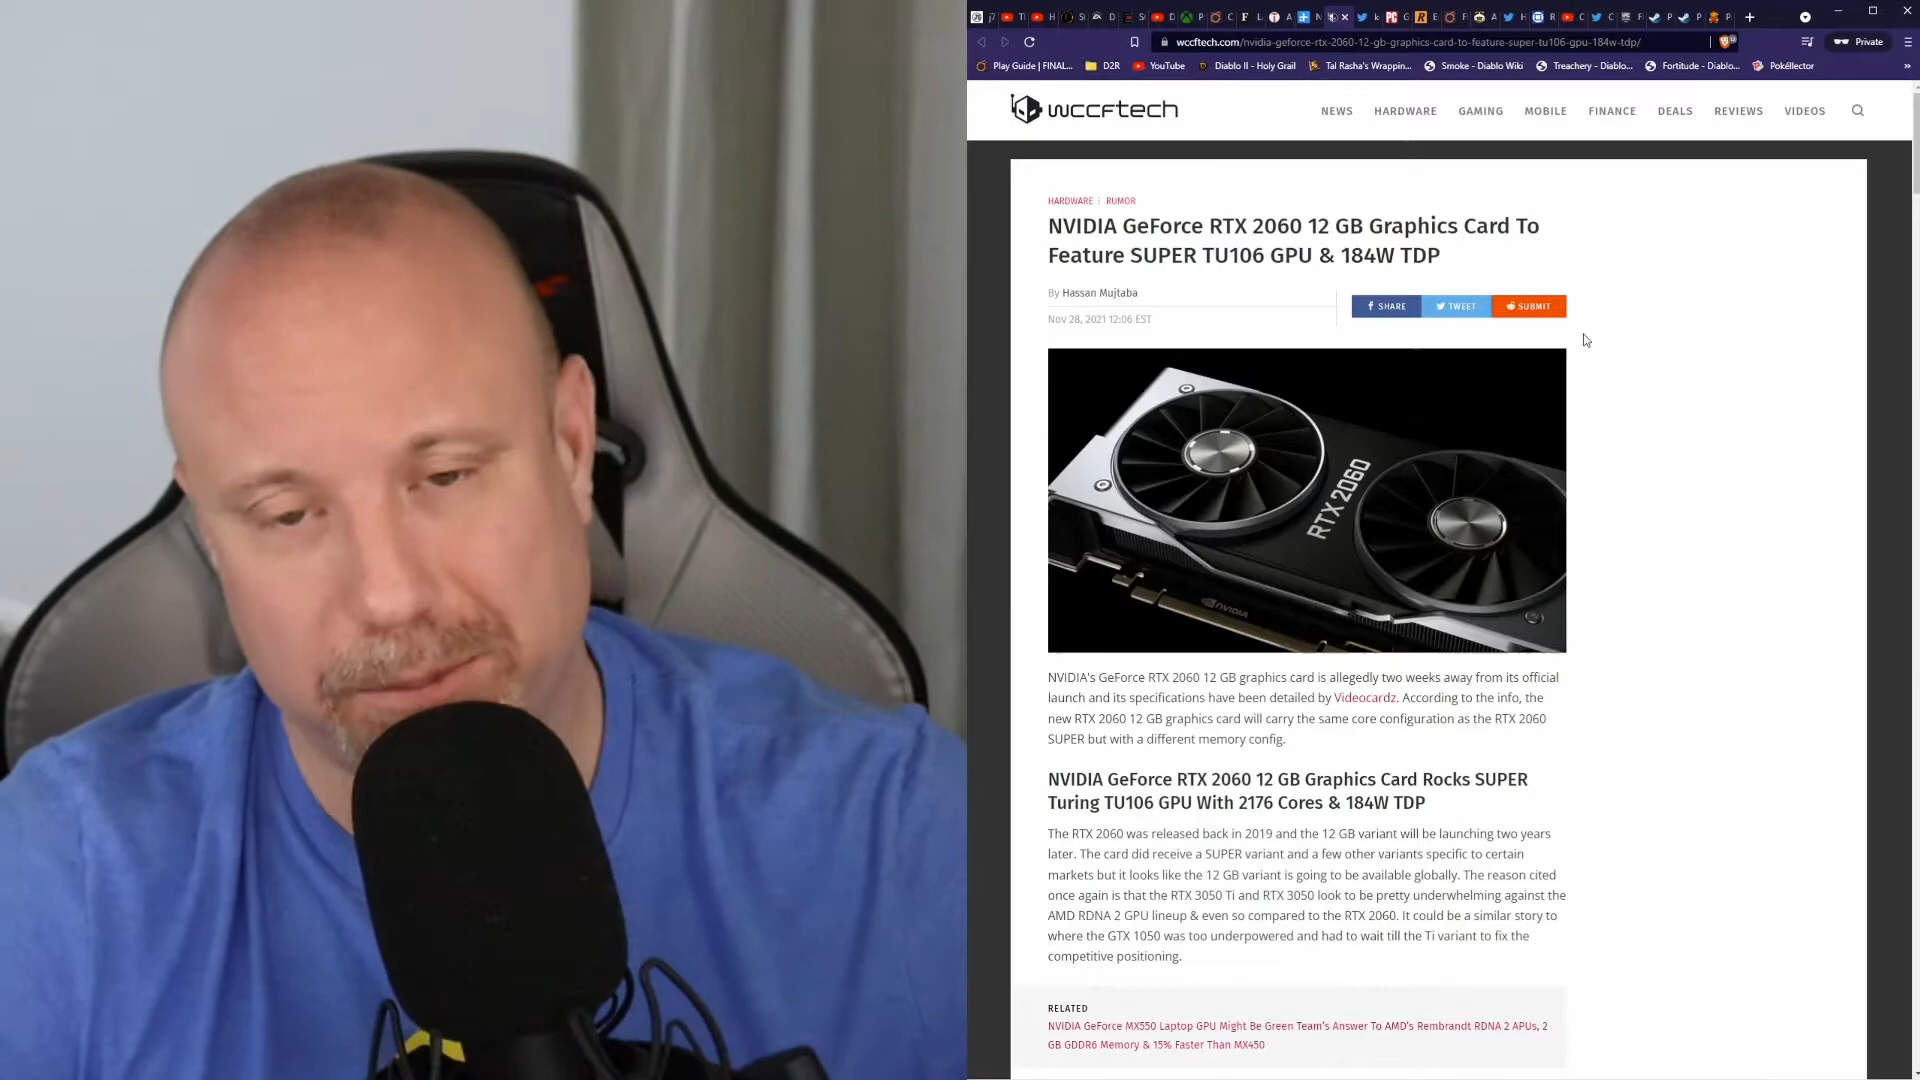 wccftech.com/nvidia-geforce-rtx-2060-12-gb-graphics-card-to-feature-super-tu106-gpu-184w-tdp/
Private
Play Guide | FINAL...
D2R
YouTube
Diablo II - Holy Grail
Tal Rasha's Wrappin...
Smoke - Diablo Wiki
Treachery - Diablo...
Fortitude - Diablo...
Pokéllector
wccftech
NEWS HARDWARE GAMING MOBILE FINANCE DEALS REVIEWS VIDEOS
HARDWARE RUMOR
NVIDIA GeForce RTX 2060 12 GB Graphics Card To
Feature SUPER TU106 GPU & 184W TDP
By Hassan Mujtaba
Nov 28, 2021 12:06 EST
SHARE TWEET SUBMIT
RTX 2060
NVIDIA
NVIDIA's GeForce RTX 2060 12 GB graphics card is allegedly two weeks away from its official
launch and its specifications have been detailed by Videocardz. According to the info, the
new RTX 2060 12 GB graphics card will carry the same core configuration as the RTX 2060
SUPER but with a different memory config.
NVIDIA GeForce RTX 2060 12 GB Graphics Card Rocks SUPER
Turing TU106 GPU With 2176 Cores & 184W TDP
The RTX 2060 was released back in 2019 and the 12 GB variant will be launching two years
later. The card did receive a SUPER variant and a few other variants specific to certain
markets but it looks like the 12 GB variant is going to be available globally. The reason cited
once again is that the RTX 3050 Ti and RTX 3050 look to be pretty underwhelming against the
AMD RDNA 2 GPU lineup & even so compared to the RTX 2060. It could be a similar story to
where the GTX 1050 was too underpowered and had to wait till the Ti variant to fix the
competitive positioning.
RELATED
NVIDIA GeForce MX550 Laptop GPU Might Be Green Team's Answer To AMD's Rembrandt RDNA 2 APUs, 2
GB GDDR6 Memory & 15% Faster Than MX450